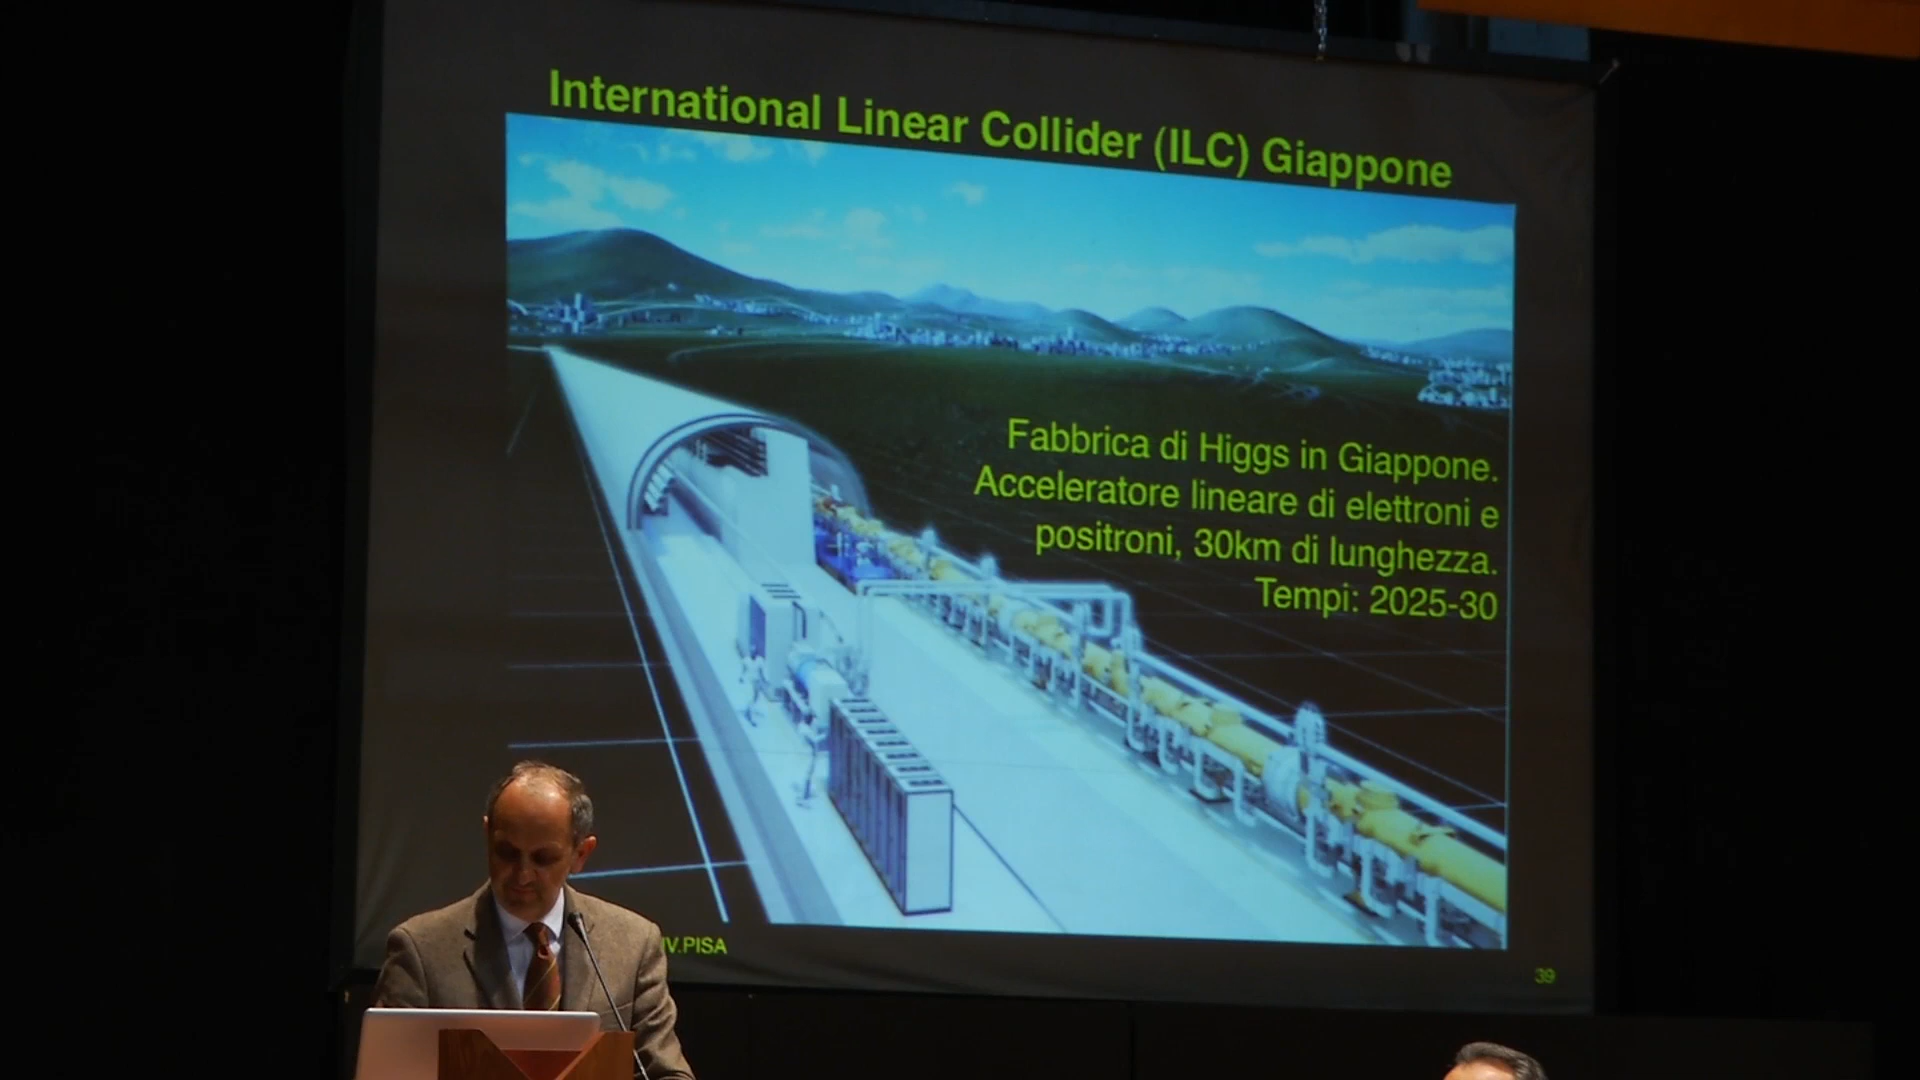 International Linear Collider (ILC) Giappone
Fabbrica di Higgs in Giappone.
Acceleratore lineare di elettroni e
positroni, 30km di lunghezza.
Tempi: 2025-30
IV.PISA
39